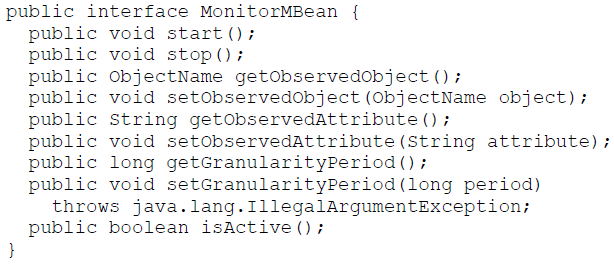 public interface MonitorMBean {
  public void start();
  public void stop();
  public ObjectName getObservedObject();
  public void setObservedObject(ObjectName object);
  public String getObservedAttribute();
  public void setObservedAttribute(String attribute);
  public long getGranularityPeriod();
  public void setGranularityPeriod(long period)
    throws java.lang.IllegalArgumentException;
  public boolean isActive();
}